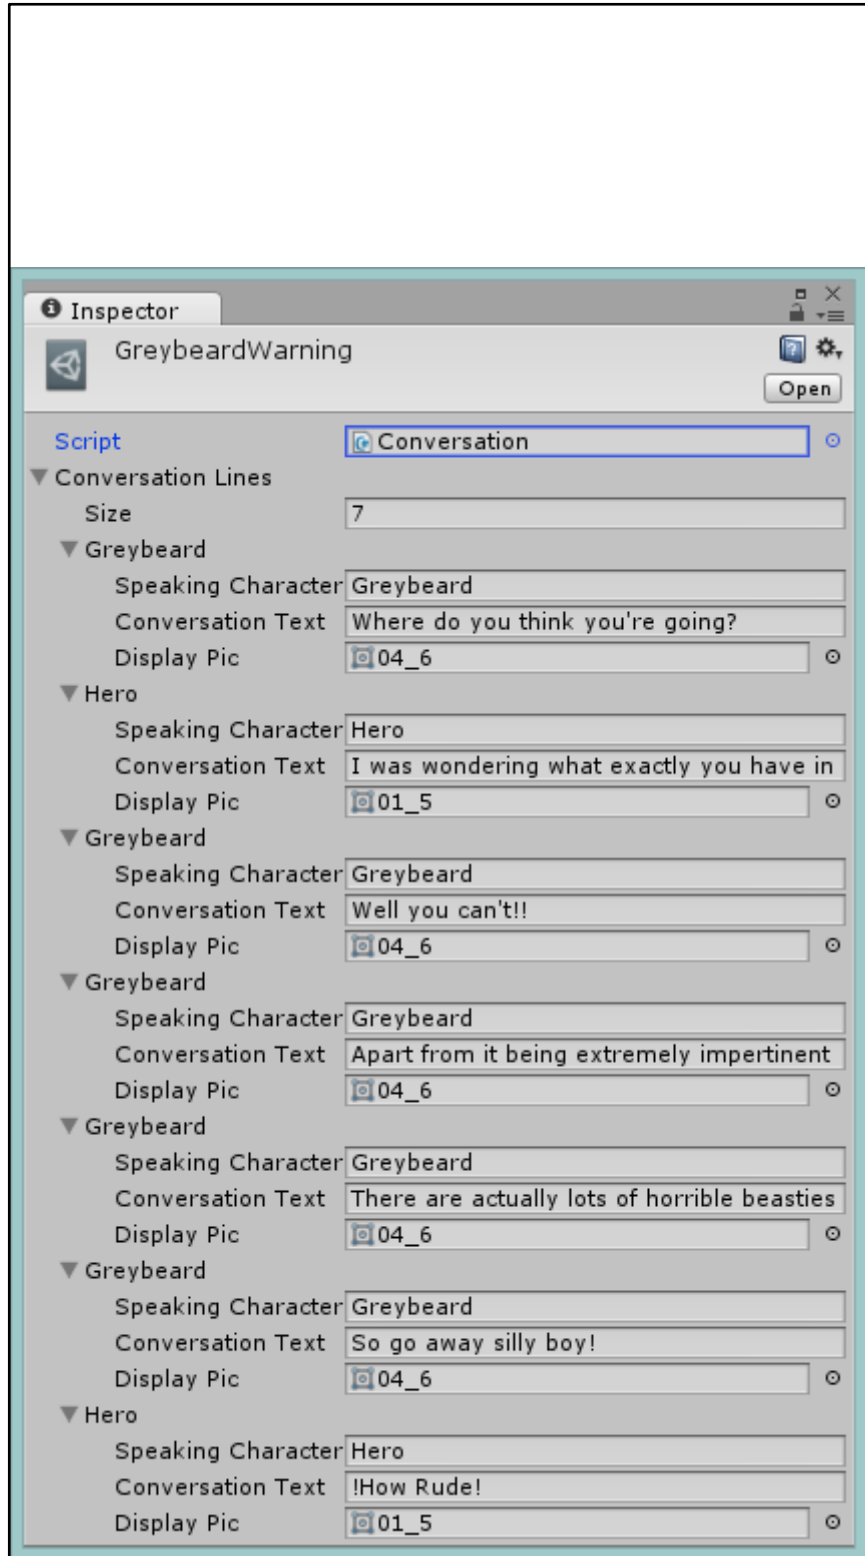 Inspector
GreybeardWarning
Open
Script Conversation
Conversation Lines
Size 7
Greybeard
Speaking Character Greybeard
Conversation Text Where do you think you're going?
Display Pic 04_6
Hero
Speaking Character Hero
Conversation Text I was wondering what exactly you have in
Display Pic 01_5
Greybeard
Speaking Character Greybeard
Conversation Text Well you can't!!
Display Pic 04_6
Greybeard
Speaking Character Greybeard
Conversation Text Apart from it being extremely impertinent
Display Pic 04_6
Greybeard
Speaking Character Greybeard
Conversation Text There are actually lots of horrible beasties
Display Pic 04_6
Greybeard
Speaking Character Greybeard
Conversation Text So go away silly boy!
Display Pic 04_6
Hero
Speaking Character Hero
Conversation Text !How Rude!
Display Pic 01_5